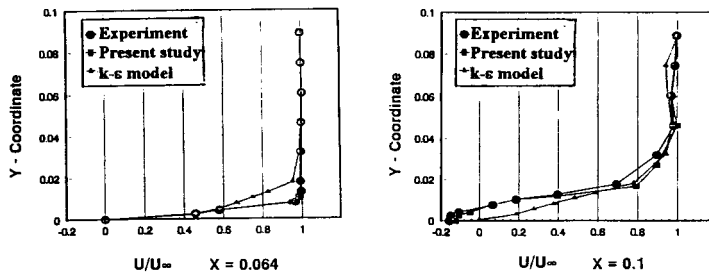 0.1
0.08
0.06
0.04
0.02
0
Y - Coordinate
Experiment
Present study
k-ε model
-0.2 0 0.2 0.4 0.6 0.8 1
U/U∞ X = 0.064
0.1
0.08
0.06
0.04
0.02
0
Y - Coordinate
Experiment
Present study
k-ε model
-0.2 0 0.2 0.4 0.6 0.8 1
U/U∞ X = 0.1